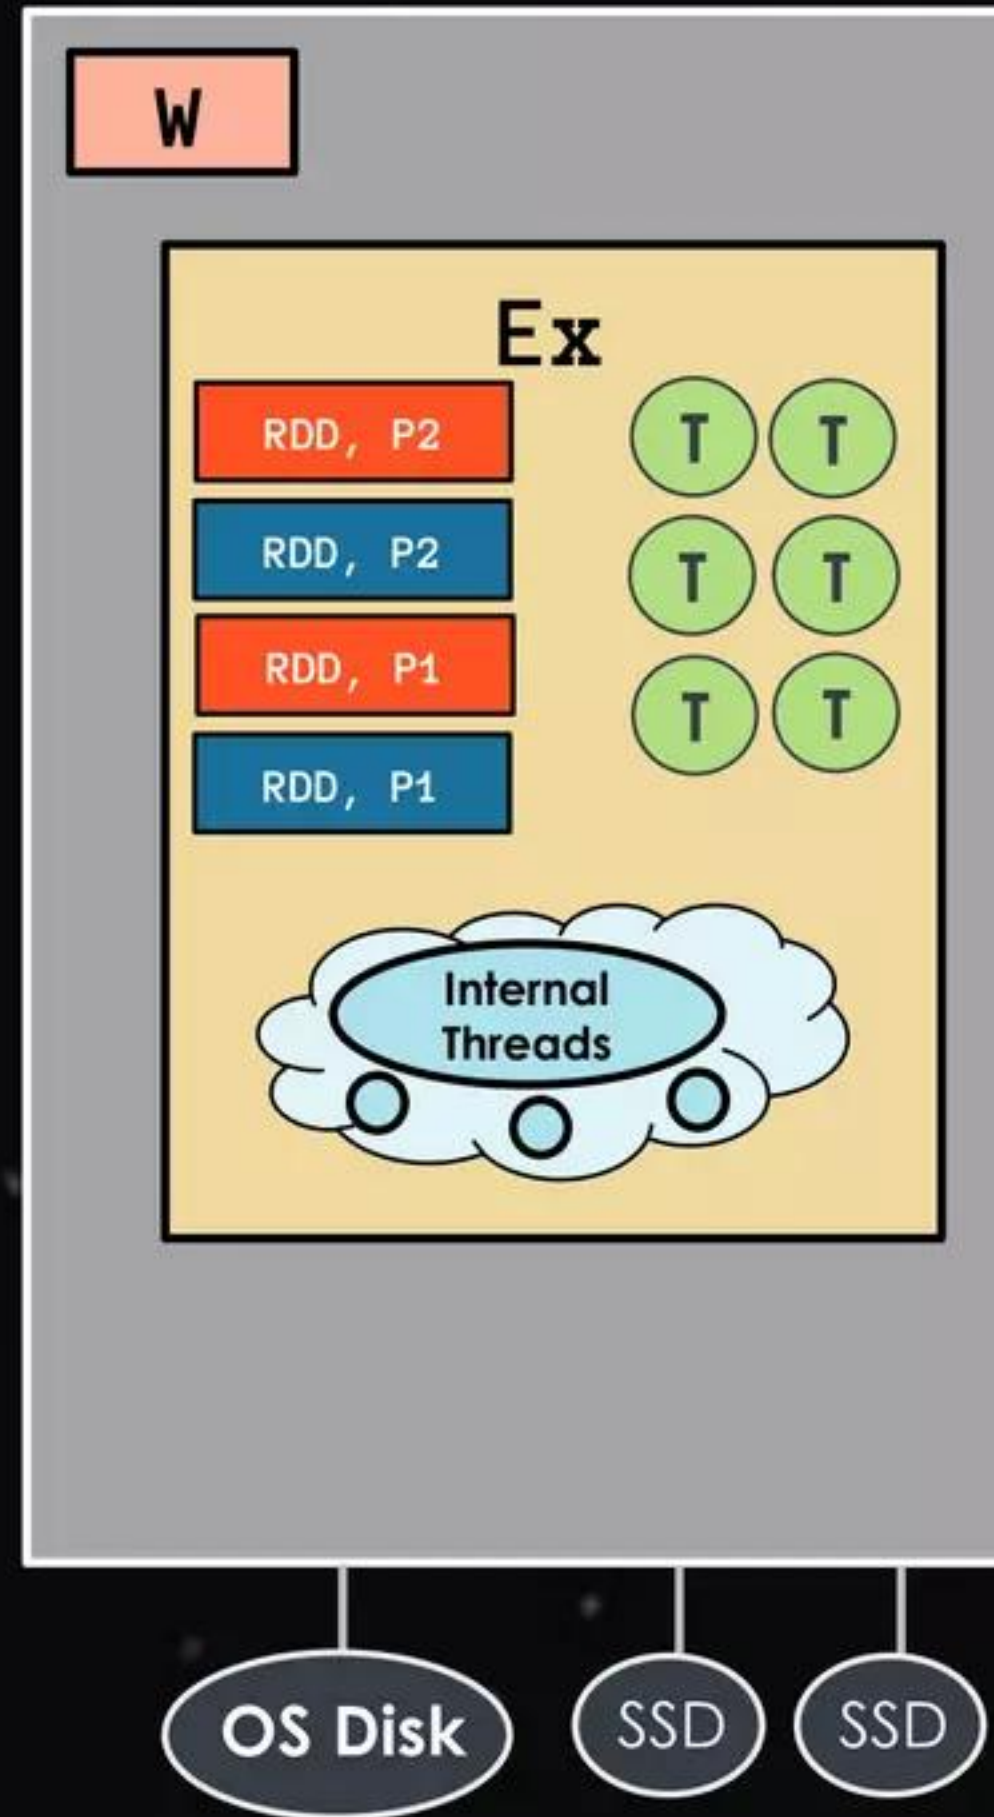 W
Ex
RDD, P2
RDD, P2
RDD, P1
RDD, P1
T T
T T
T T
Internal
Threads
OS Disk
SSD
SSD